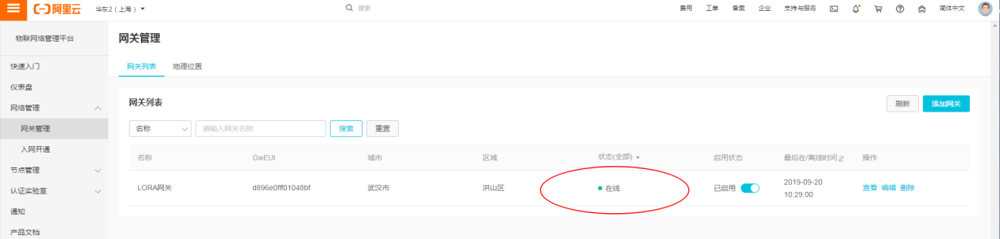 阿里云 华东2（上海） 搜索 费用 工单 备案 企业 支持与服务 简体中文
物联网络管理平台
快速入门
仪表盘
网络管理
网关管理
入网开通
节点管理
认证实验室
通知
产品文档
网关管理
网关列表 地理位置
网关列表 刷新 添加网关
名称 请输入网关名称 搜索 重置
名称 GwEUI 城市 区域 状态(全部) 启用状态 最后在/离线时间 操作
LORA网关 d896e0fff01048bf 武汉市 洪山区 在线 已启用 2019-09-20 查看 编辑 删除
10:29:00